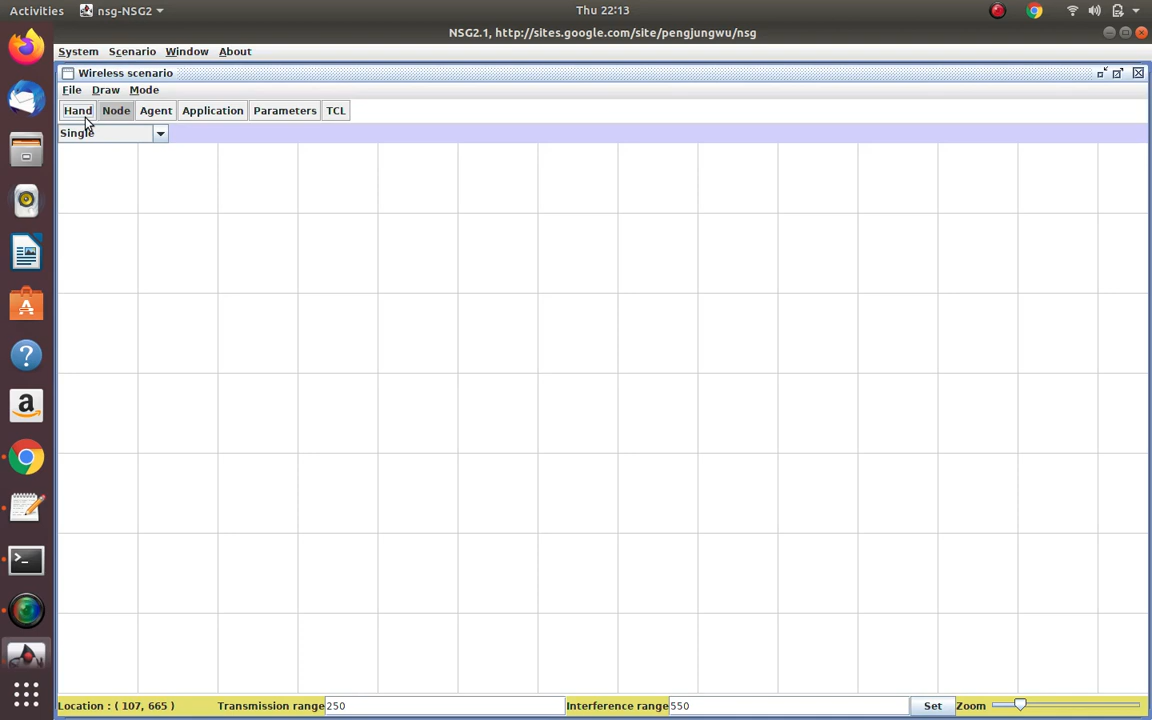 Activities nsg-NSG2 Thu 22:13
NSG2.1, http://sites.google.com/site/pengjungwu/nsg
System Scenario Window About
Wireless scenario
File Draw Mode
Hand Node Agent Application Parameters TCL
Single
Location : ( 107, 665 ) Transmission range 250 Interference range 550 Set Zoom